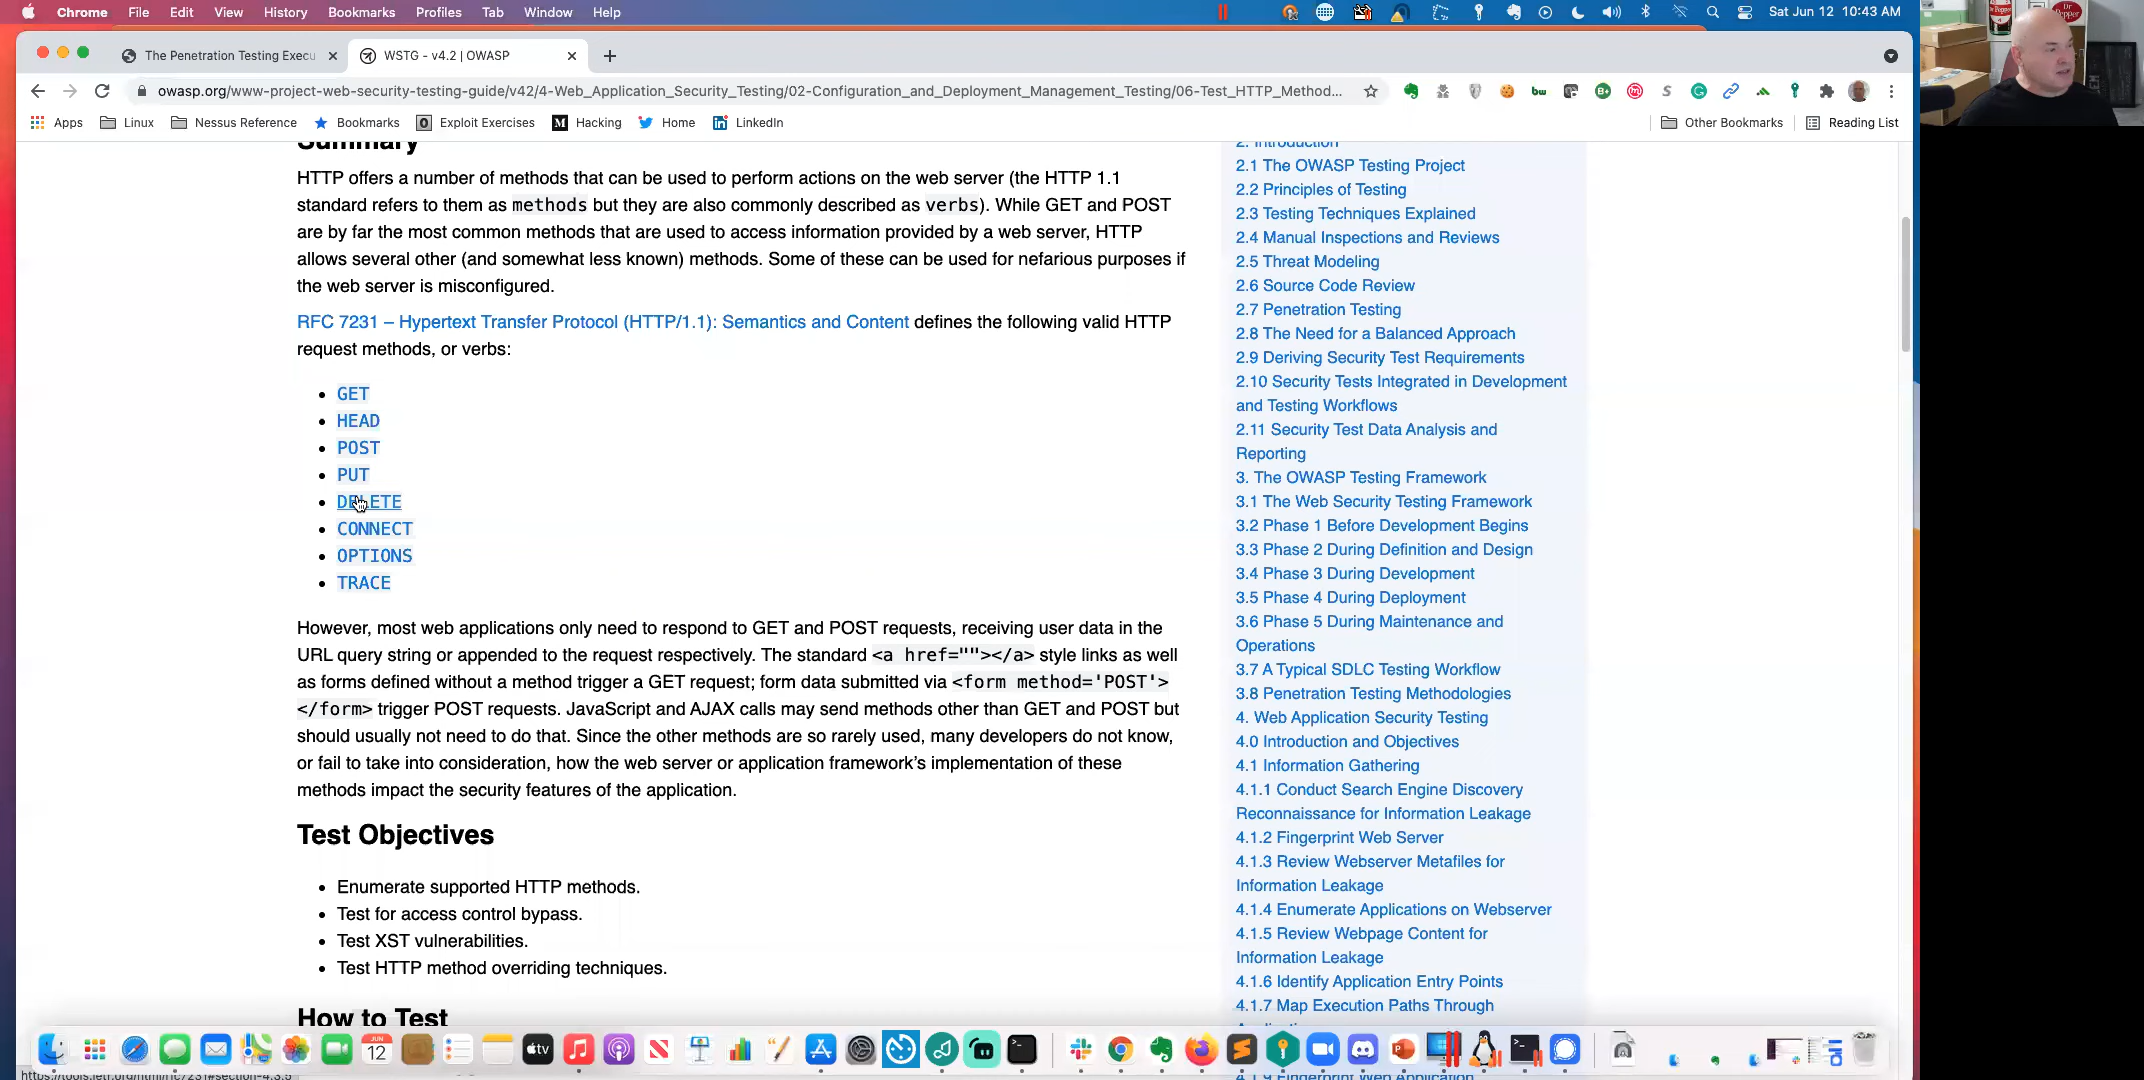 Chrome File Edit View History Bookmarks Profiles Tab Window Help Sat Jun 12 10:43 AM
The Penetration Testing Execu
WSTG - v4.2 | OWASP
owasp.org/www-project-web-security-testing-guide/v42/4-Web_Application_Security_Testing/02-Configuration_and_Deployment_Management_Testing/06-Test_HTTP_Method...
Apps Linux Nessus Reference Bookmarks Exploit Exercises Hacking Home LinkedIn Other Bookmarks Reading List
Summary
HTTP offers a number of methods that can be used to perform actions on the web server (the HTTP 1.1
standard refers to them as methods but they are also commonly described as verbs). While GET and POST
are by far the most common methods that are used to access information provided by a web server, HTTP
allows several other (and somewhat less known) methods. Some of these can be used for nefarious purposes if
the web server is misconfigured.
RFC 7231 – Hypertext Transfer Protocol (HTTP/1.1): Semantics and Content defines the following valid HTTP
request methods, or verbs:
• GET
• HEAD
• POST
• PUT
• DELETE
• CONNECT
• OPTIONS
• TRACE
However, most web applications only need to respond to GET and POST requests, receiving user data in the
URL query string or appended to the request respectively. The standard <a href=""></a> style links as well
as forms defined without a method trigger a GET request; form data submitted via <form method='POST'>
</form> trigger POST requests. JavaScript and AJAX calls may send methods other than GET and POST but
should usually not need to do that. Since the other methods are so rarely used, many developers do not know,
or fail to take into consideration, how the web server or application framework's implementation of these
methods impact the security features of the application.
Test Objectives
• Enumerate supported HTTP methods.
• Test for access control bypass.
• Test XST vulnerabilities.
• Test HTTP method overriding techniques.
How to Test
2. Introduction
2.1 The OWASP Testing Project
2.2 Principles of Testing
2.3 Testing Techniques Explained
2.4 Manual Inspections and Reviews
2.5 Threat Modeling
2.6 Source Code Review
2.7 Penetration Testing
2.8 The Need for a Balanced Approach
2.9 Deriving Security Test Requirements
2.10 Security Tests Integrated in Development
and Testing Workflows
2.11 Security Test Data Analysis and
Reporting
3. The OWASP Testing Framework
3.1 The Web Security Testing Framework
3.2 Phase 1 Before Development Begins
3.3 Phase 2 During Definition and Design
3.4 Phase 3 During Development
3.5 Phase 4 During Deployment
3.6 Phase 5 During Maintenance and
Operations
3.7 A Typical SDLC Testing Workflow
3.8 Penetration Testing Methodologies
4. Web Application Security Testing
4.0 Introduction and Objectives
4.1 Information Gathering
4.1.1 Conduct Search Engine Discovery
Reconnaissance for Information Leakage
4.1.2 Fingerprint Web Server
4.1.3 Review Webserver Metafiles for
Information Leakage
4.1.4 Enumerate Applications on Webserver
4.1.5 Review Webpage Content for
Information Leakage
4.1.6 Identify Application Entry Points
4.1.7 Map Execution Paths Through
JUN
12
tv